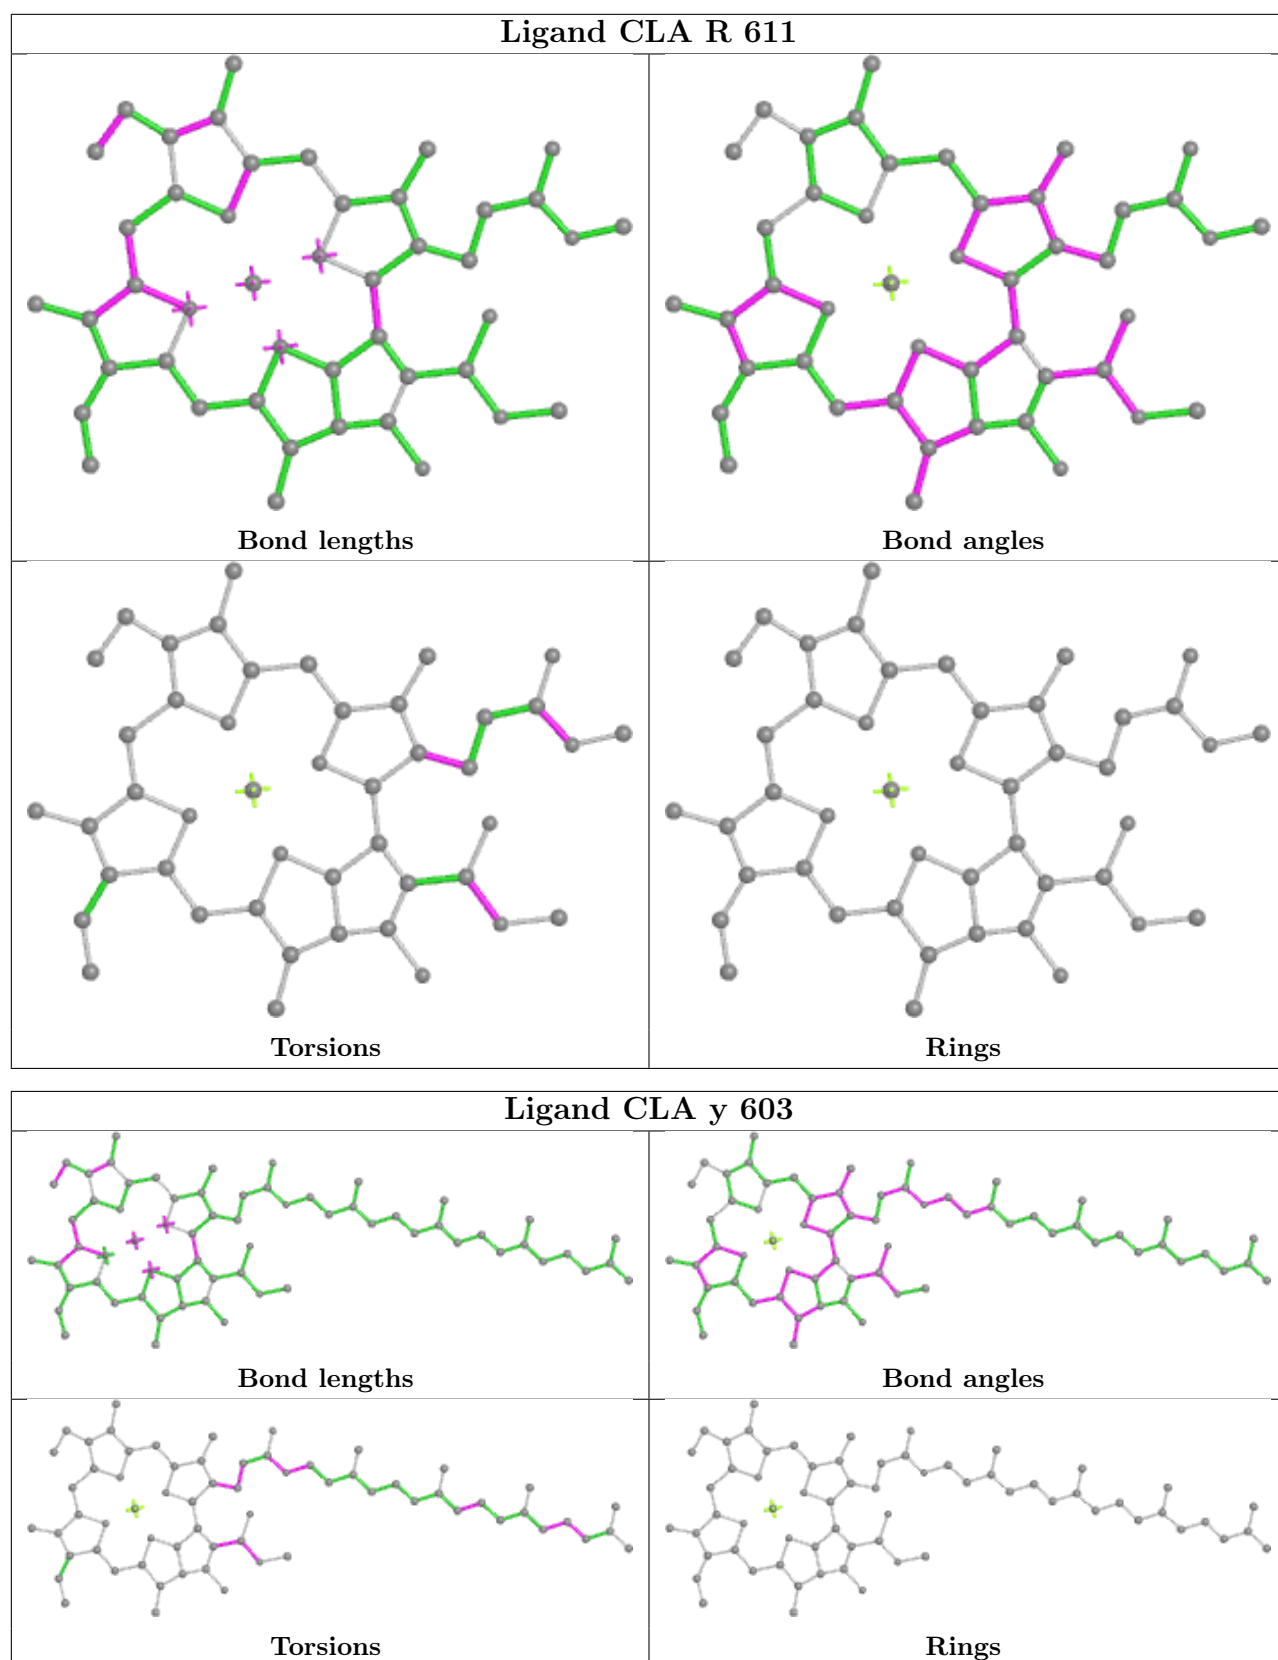 Ligand CLA R 611
Bond lengths
Bond angles
Torsions
Rings
Ligand CLA y 603
Bond lengths
Bond angles
Torsions
Rings